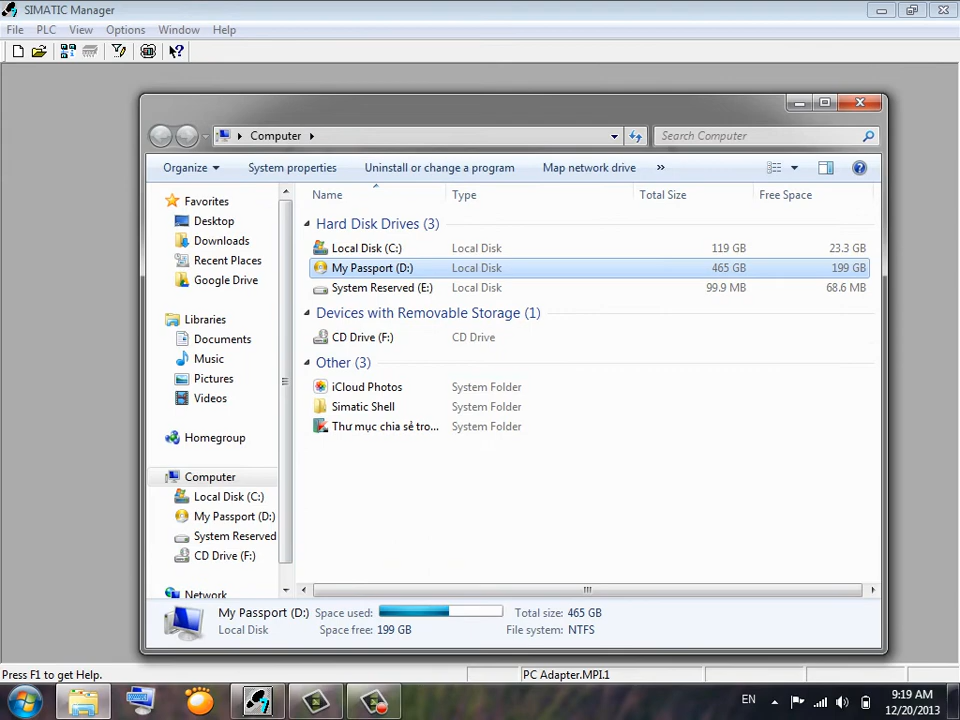 SIMATIC Manager
File PLC View Options Window Help
Computer
Search Computer
Organize System properties Uninstall or change a program Map network drive »
Name Type Total Size Free Space
Favorites
Desktop
Downloads
Recent Places
Google Drive
Libraries
Documents
Music
Pictures
Videos
Homegroup
Computer
Local Disk (C:)
My Passport (D:)
System Reserved
CD Drive (F:)
Network
Hard Disk Drives (3)
Local Disk (C:) Local Disk 119 GB 23.3 GB
My Passport (D:) Local Disk 465 GB 199 GB
System Reserved (E:) Local Disk 99.9 MB 68.6 MB
Devices with Removable Storage (1)
CD Drive (F:) CD Drive
Other (3)
iCloud Photos System Folder
Simatic Shell System Folder
Thư mục chia sẻ tro... System Folder
My Passport (D:) Space used: Total size: 465 GB
Local Disk Space free: 199 GB File system: NTFS
Press F1 to get Help. PC Adapter.MPI.1
EN 9:19 AM
12/20/2013